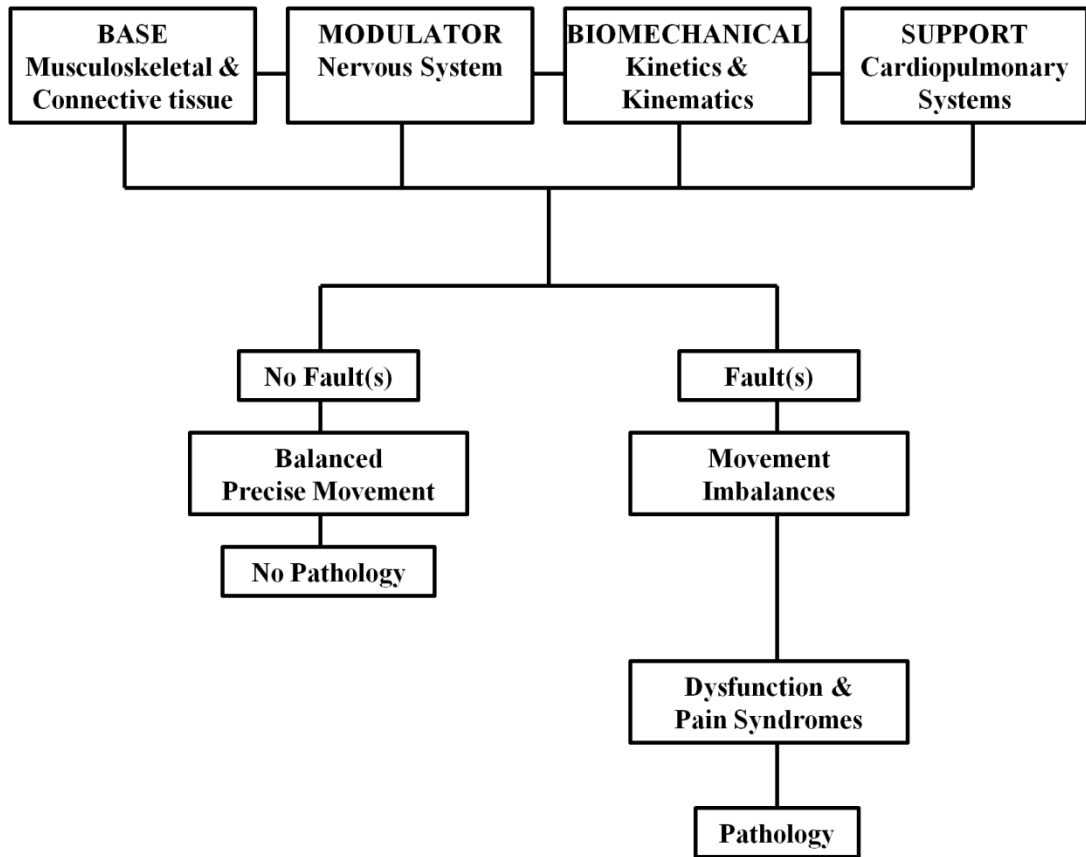 BASE
Musculoskeletal &
Connective tissue
MODULATOR
Nervous System
BIOMECHANICAL
Kinetics &
Kinematics
SUPPORT
Cardiopulmonary
Systems
No Fault(s)
Fault(s)
Balanced
Precise Movement
Movement
Imbalances
No Pathology
Dysfunction &
Pain Syndromes
Pathology